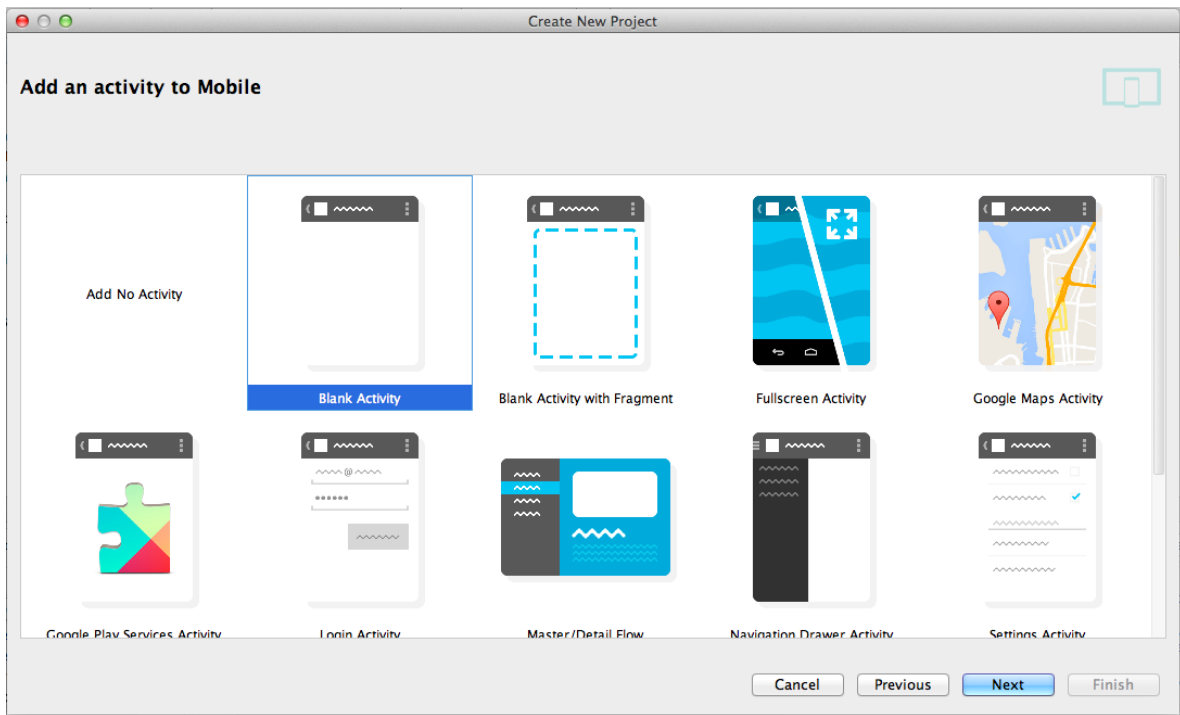 Create New Project
Add an activity to Mobile
Add No Activity
Blank Activity
Blank Activity with Fragment
Fullscreen Activity
Google Maps Activity
Google Play Services Activity
Login Activity
Master/Detail Flow
Navigation Drawer Activity
Settings Activity
Cancel
Previous
Next
Finish